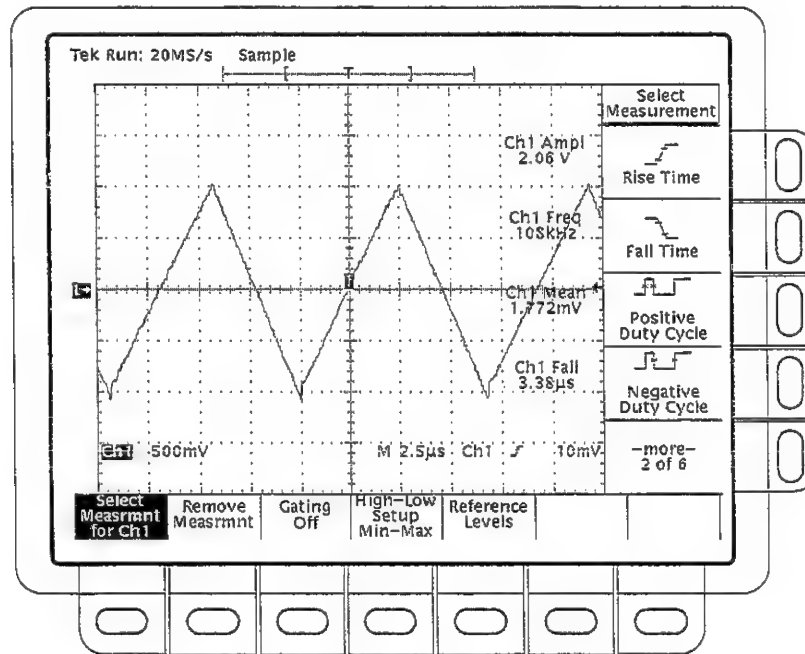 Tek Run: 20MS/s Sample
Select
Measurement
Ch1 Ampl
2.06 V
Rise Time
Ch1 Freq
108kHz
Fall Time
Ch1 Mean
1.772mV
Positive
Duty Cycle
Ch1 Fall
3.38µs
Negative
Duty Cycle
Ch1 500mV M 2.5µs Ch1 10mV
-more-
2 of 6
Select
Measrmnt
for Ch1
Remove
Measrmnt
Gating
Off
High-Low
Setup
Min-Max
Reference
Levels